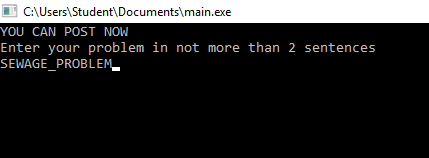 C:\Users\Student\Documents\main.exe
YOU CAN POST NOW
Enter your problem in not more than 2 sentences
SEWAGE_PROBLEM